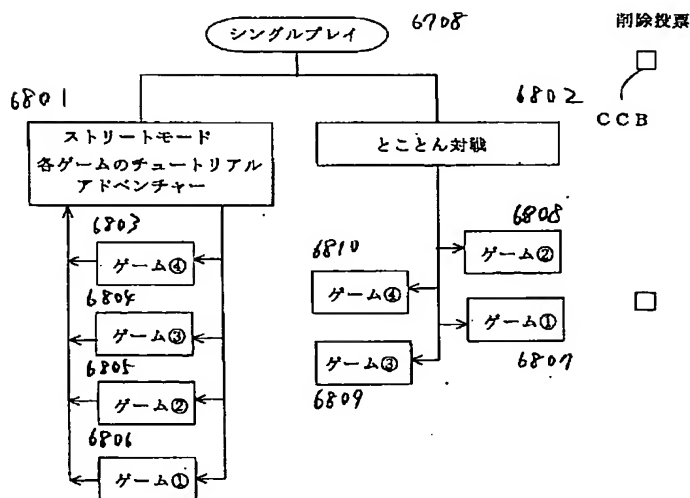 シングルプレイ
6708
削除投票
6801
6802
CCB
ストリートモード
各ゲームのチュートリアル
アドベンチャー
とことん対戦
6803
ゲーム④
6804
ゲーム③
6805
ゲーム②
6806
ゲーム①
6808
ゲーム②
6810
ゲーム④
ゲーム①
6807
ゲーム③
6809